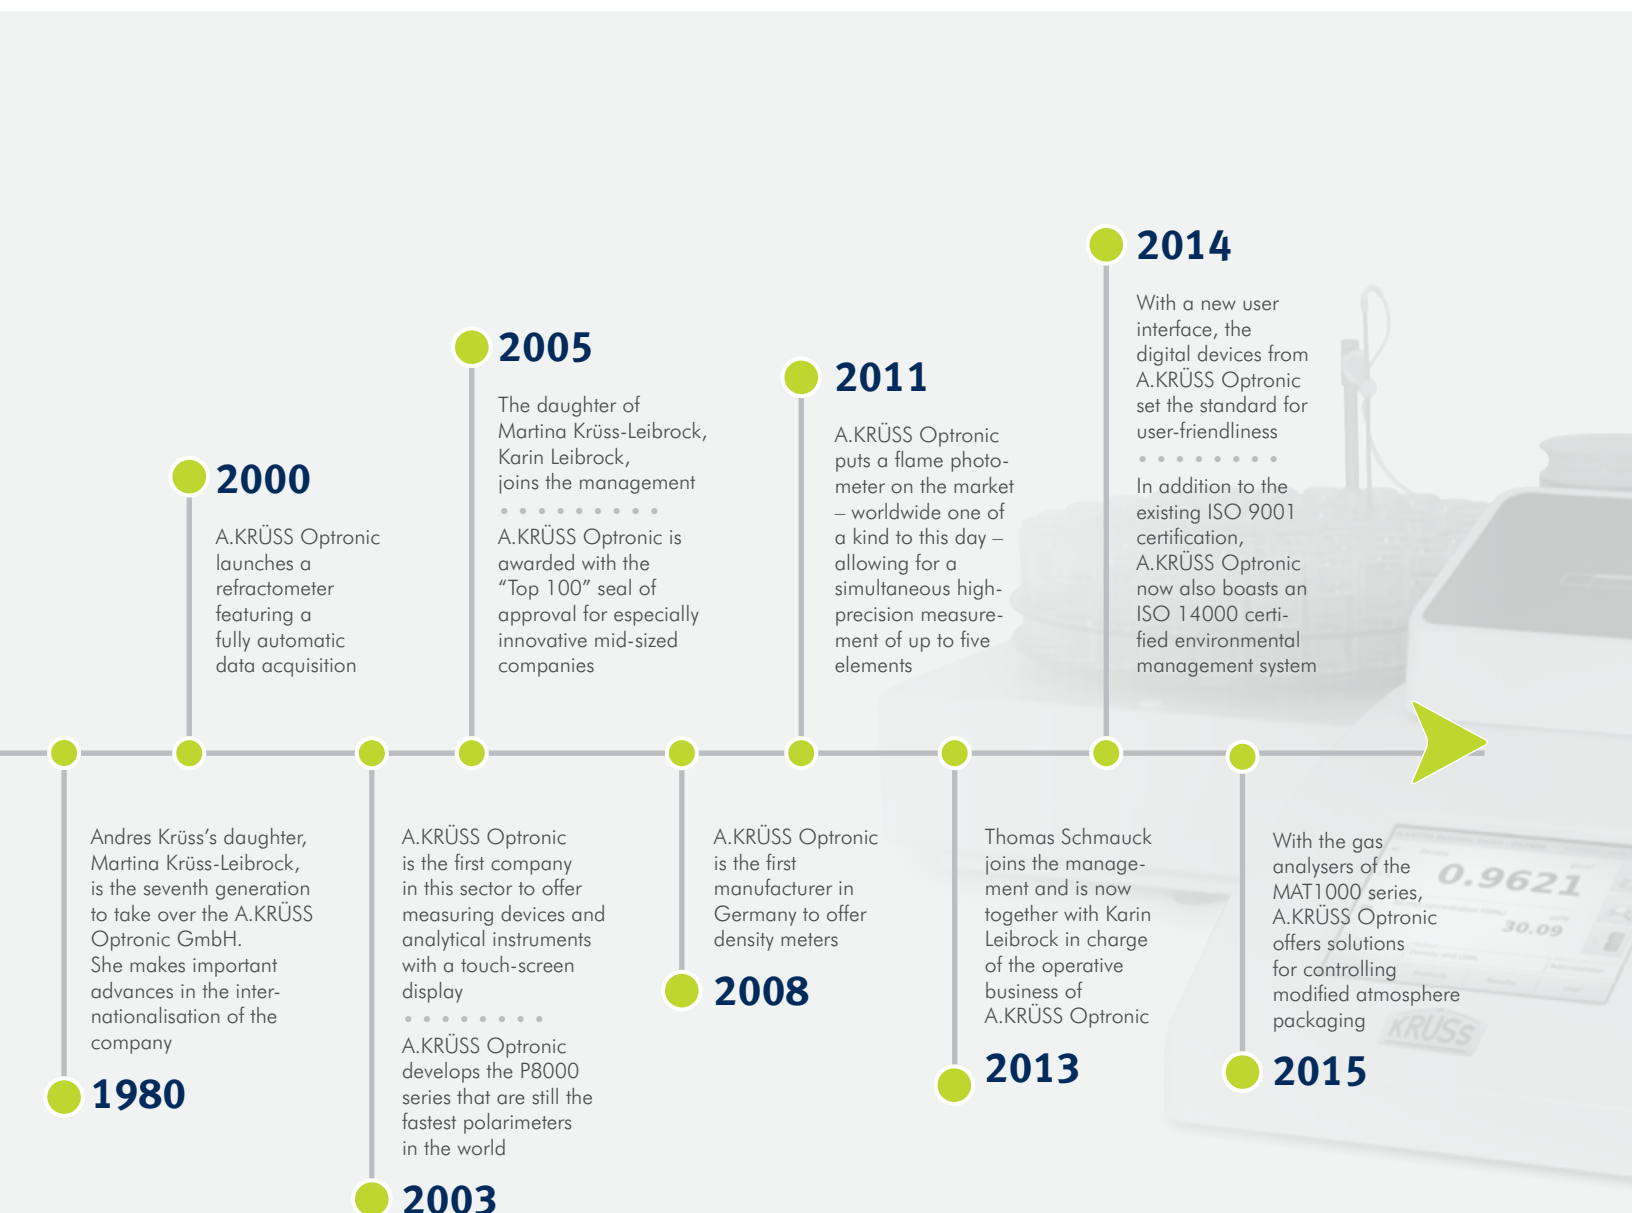 2014
With a new user
interface, the
digital devices from
A.KRÜSS Optronic
set the standard for
user-friendliness
In addition to the
existing ISO 9001
certification,
A.KRÜSS Optronic
now also boasts an
ISO 14000 certi-
fied environmental
management system
2005
The daughter of
Martina Krüss-Leibrock,
Karin Leibrock,
joins the management
A.KRÜSS Optronic is
awarded with the
“Top 100” seal of
approval for especially
innovative mid-sized
companies
2011
A.KRÜSS Optronic
puts a flame photo-
meter on the market
– worldwide one of
a kind to this day –
allowing for a
simultaneous high-
precision measure-
ment of up to five
elements
2000
A.KRÜSS Optronic
launches a
refractometer
featuring a
fully automatic
data acquisition
Andres Krüss’s daughter,
Martina Krüss-Leibrock,
is the seventh generation
to take over the A.KRÜSS
Optronic GmbH.
She makes important
advances in the inter-
nationalisation of the
company
1980
A.KRÜSS Optronic
is the first company
in this sector to offer
measuring devices and
analytical instruments
with a touch-screen
display
A.KRÜSS Optronic
develops the P8000
series that are still the
fastest polarimeters
in the world
2003
A.KRÜSS Optronic
is the first
manufacturer in
Germany to offer
density meters
2008
Thomas Schmauck
joins the manage-
ment and is now
together with Karin
Leibrock in charge
of the operative
business of
A.KRÜSS Optronic
2013
With the gas
analysers of the
MAT1000 series,
A.KRÜSS Optronic
offers solutions
for controlling
modified atmosphere
packaging
2015
0.9621
30.09
KRÜSS